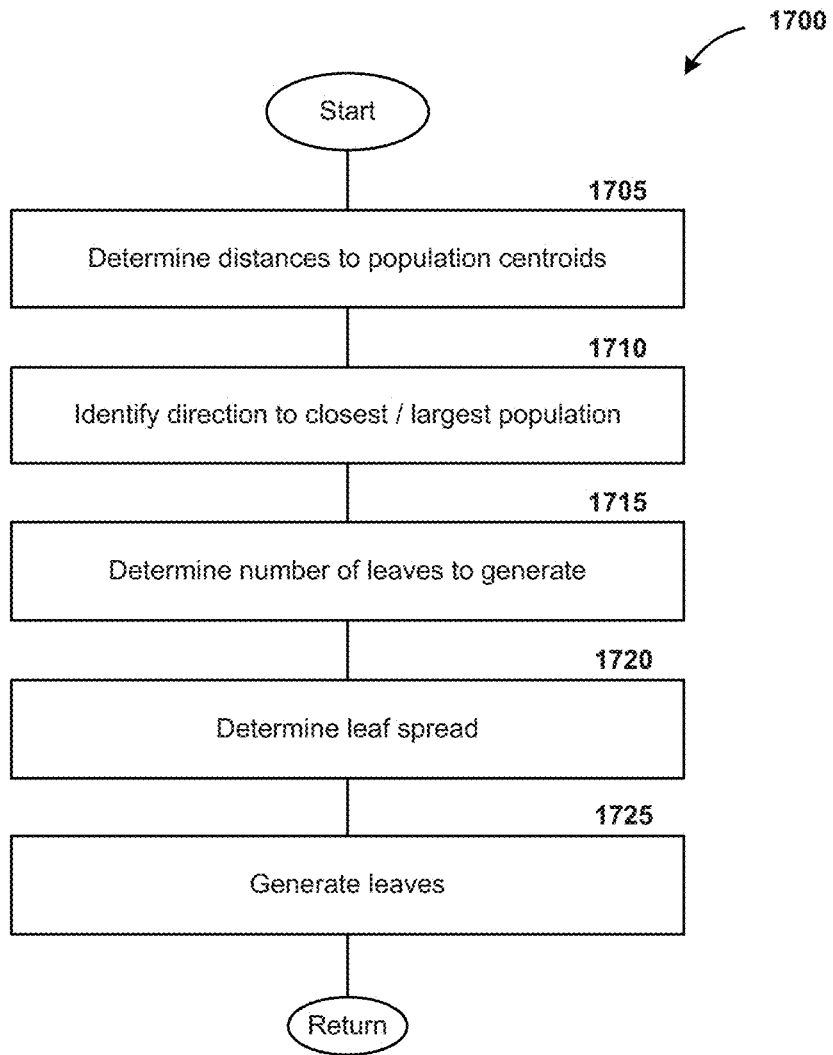 1700
Start
1705
Determine distances to population centroids
1710
Identify direction to closest / largest population
1715
Determine number of leaves to generate
1720
Determine leaf spread
1725
Generate leaves
Return